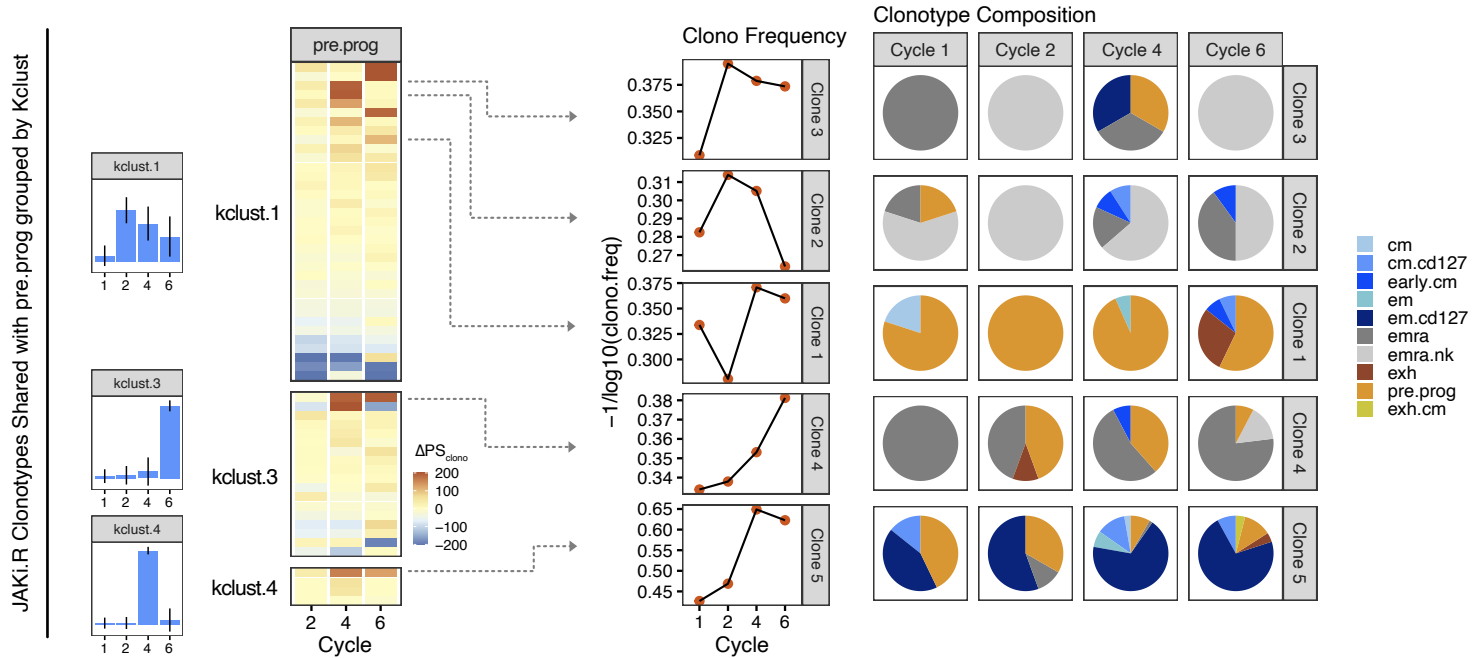 JAKi.R Clonotypes Shared with pre.prog grouped by Kclust
kclust.1
1 2 4 6
kclust.3
1 2 4 6
kclust.4
1 2 4 6
pre.prog
kclust.1
kclust.3
kclust.4
2 4 6
Cycle
ΔPSclono
200
100
0
−100
−200
Clono Frequency
−1/log10(clono.freq)
0.375
0.350
0.325
Clone 3
0.31
0.30
0.29
0.28
0.27
Clone 2
0.375
0.350
0.325
0.300
Clone 1
0.38
0.37
0.36
0.35
0.34
Clone 4
0.65
0.60
0.55
0.50
0.45
Clone 5
1 2 4 6
Cycle
Clonotype Composition
Cycle 1 Cycle 2 Cycle 4 Cycle 6
Clone 3
Clone 2
Clone 1
Clone 4
Clone 5
cm
cm.cd127
early.cm
em
em.cd127
emra
emra.nk
exh
pre.prog
exh.cm